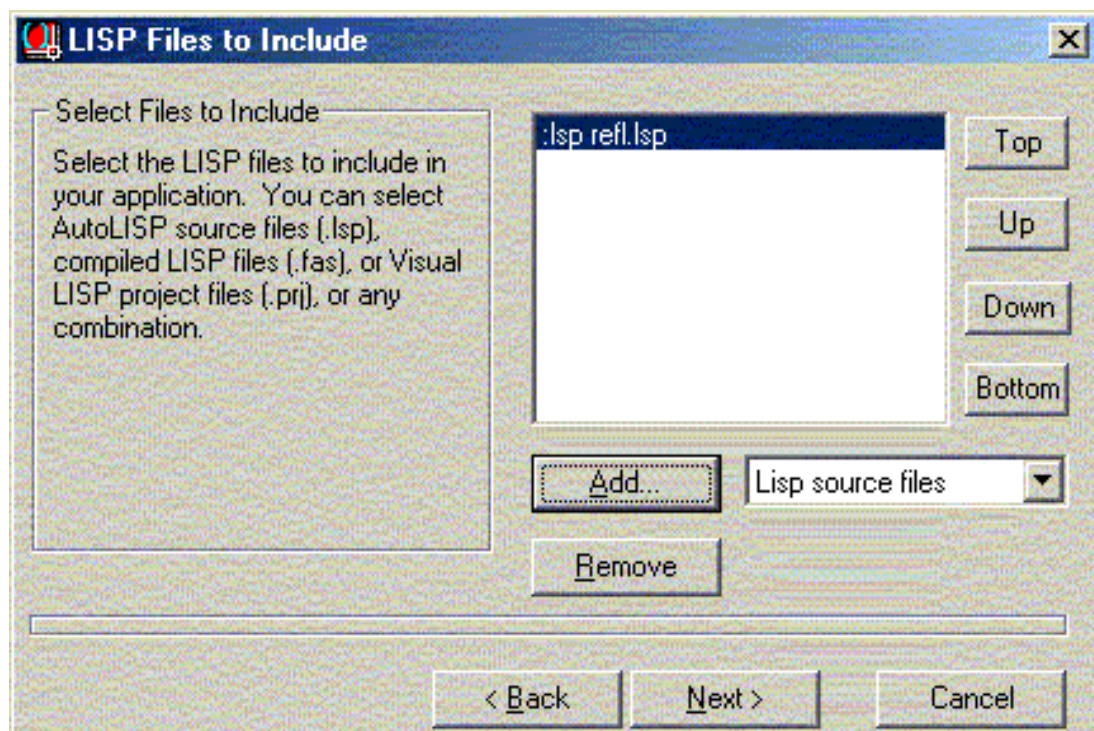 LISP Files to Include
Select Files to Include
Select the LISP files to include in
your application. You can select
AutoLISP source files (.lsp),
compiled LISP files (.fas), or Visual
LISP project files (.prj), or any
combination.
:lsp refl.lsp
Top
Up
Down
Bottom
Add...
Lisp source files
Remove
< Back
Next >
Cancel